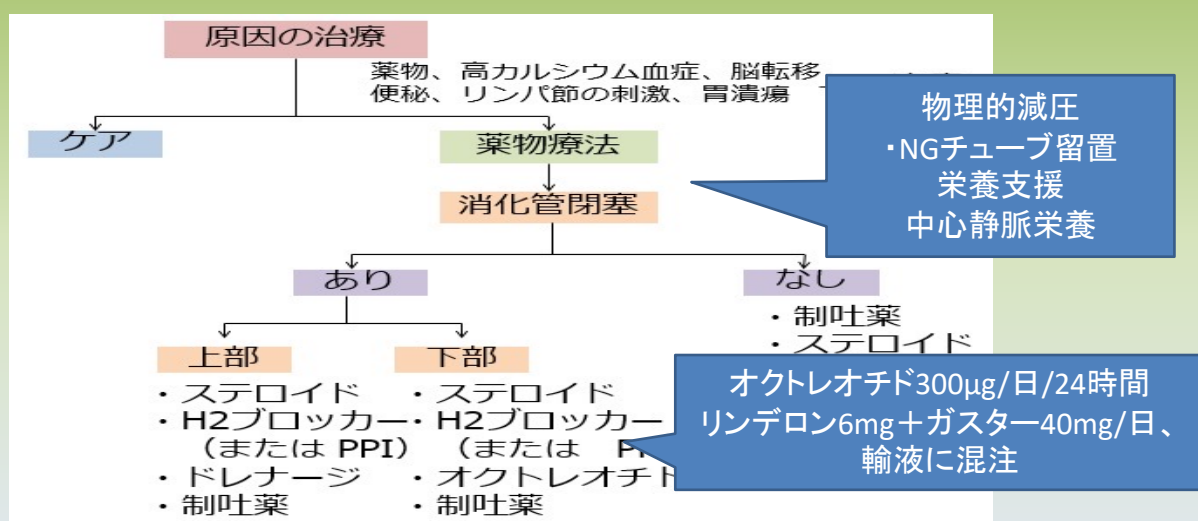 原因の治療
薬物、高カルシウム血症、脳転移
便秘、リンパ節の刺激、胃潰瘍
物理的減圧
・NGチューブ留置
栄養支援
中心静脈栄養
ケア
薬物療法
消化管閉塞
あり
なし
・制吐薬
・ステロイド
上部
下部
・ステロイド
・H2ブロッカー
（または PPI）
・ドレナージ
・制吐薬
・ステロイド
・H2ブロッカー
（または
・オクトレオチド
・制吐薬
オクトレオチド300μg/日/24時間
リンデロン6mg＋ガスター40mg/日、
輸液に混注